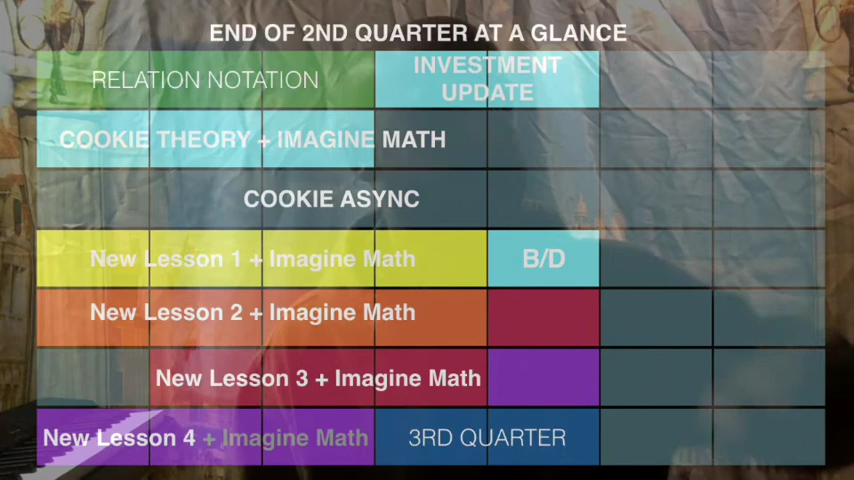 END OF 2ND QUARTER AT A GLANCE
RELATION NOTATION
INVESTMENT
UPDATE
COOKIE THEORY + IMAGINE MATH
COOKIE ASYNC
New Lesson 1 + Imagine Math
B/D
New Lesson 2 + Imagine Math
New Lesson 3 + Imagine Math
New Lesson 4 + Imagine Math
3RD QUARTER